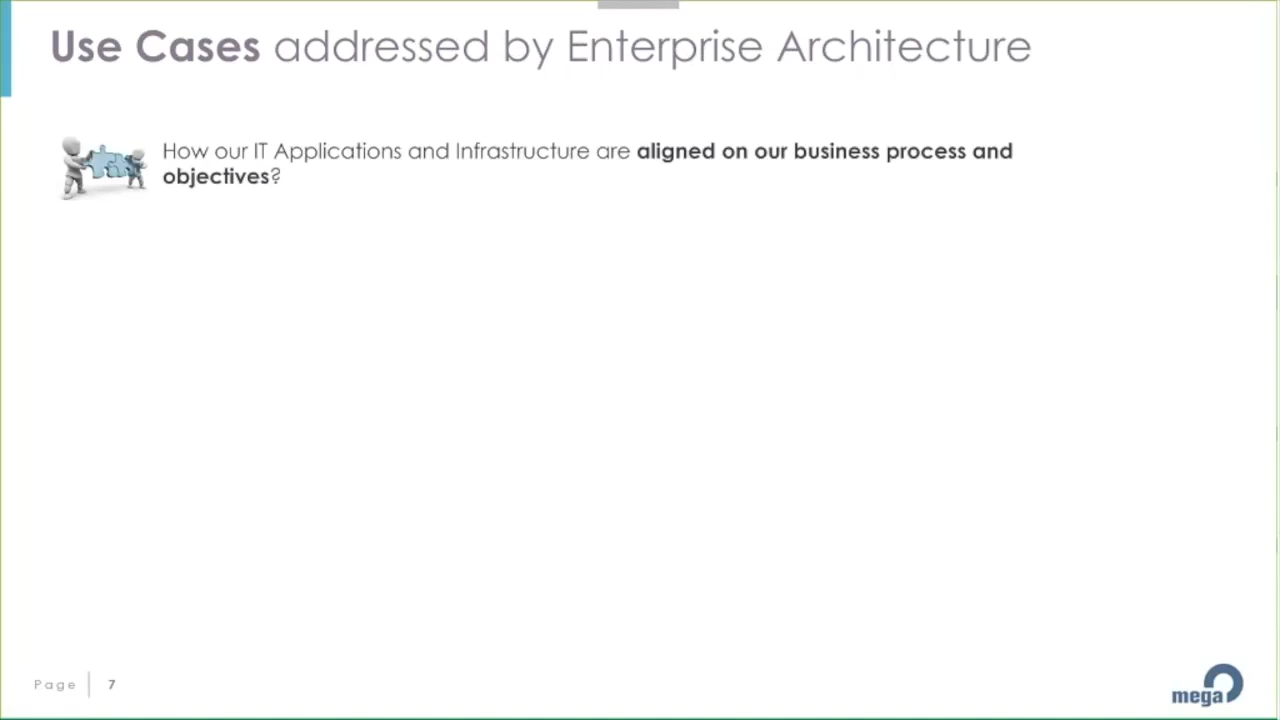 Use Cases addressed by Enterprise Architecture
How our IT Applications and Infrastructure are aligned on our business process and
objectives?
Page 7
mega